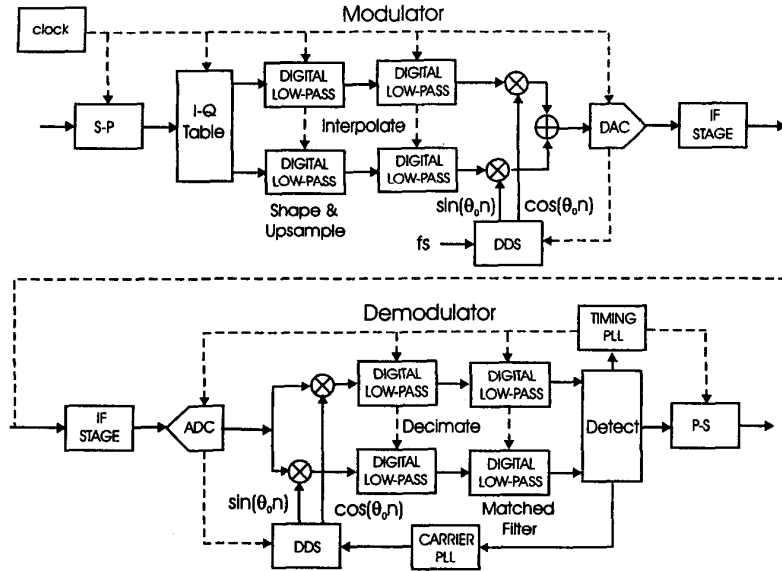 Modulator
clock
S-P
I-Q
Table
DIGITAL
LOW-PASS
DIGITAL
LOW-PASS
Interpolate
DIGITAL
LOW-PASS
DIGITAL
LOW-PASS
Shape &
Upsample
sin(θ₀n)
cos(θ₀n)
fs
DDS
DAC
IF
STAGE
Demodulator
TIMING
PLL
IF
STAGE
ADC
DIGITAL
LOW-PASS
DIGITAL
LOW-PASS
Decimate
DIGITAL
LOW-PASS
DIGITAL
LOW-PASS
Matched
Filter
Detect
P-S
sin(θ₀n)
cos(θ₀n)
DDS
CARRIER
PLL